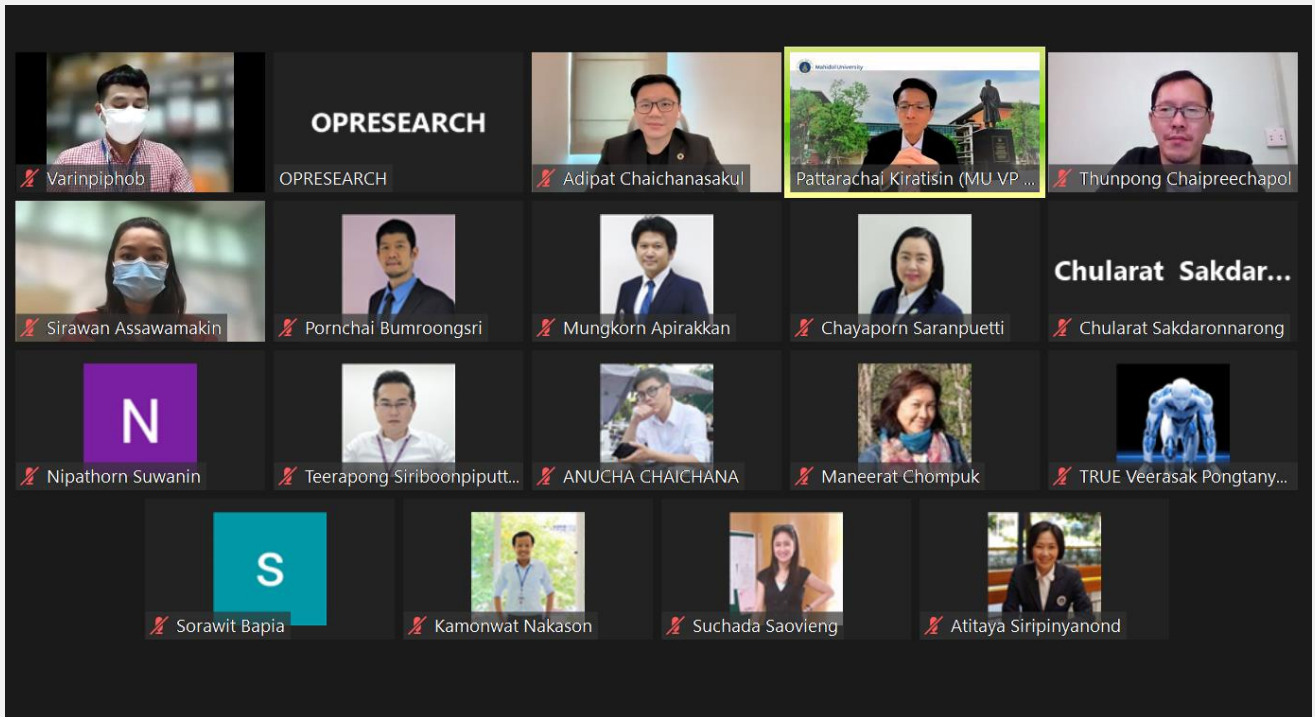 Varinpiphob
OPRESEARCH
OPRESEARCH
Adipat Chaichanasakul
Mahidol University
Pattarachai Kiratisin (MU VP ...
Thunpong Chaipreechapol
Sirawan Assawamakin
Pornchai Bumroongsri
Mungkorn Apirakkan
Chayaporn Saranpuetti
Chularat Sakdar...
Chularat Sakdaronnarong
N
Nipathorn Suwanin
Teerapong Siriboonpiputt...
ANUCHA CHAICHANA
Maneerat Chompuk
TRUE Veerasak Pongtany...
S
Sorawit Bapia
Kamonwat Nakason
Suchada Saovieng
Atitaya Siripinyanond